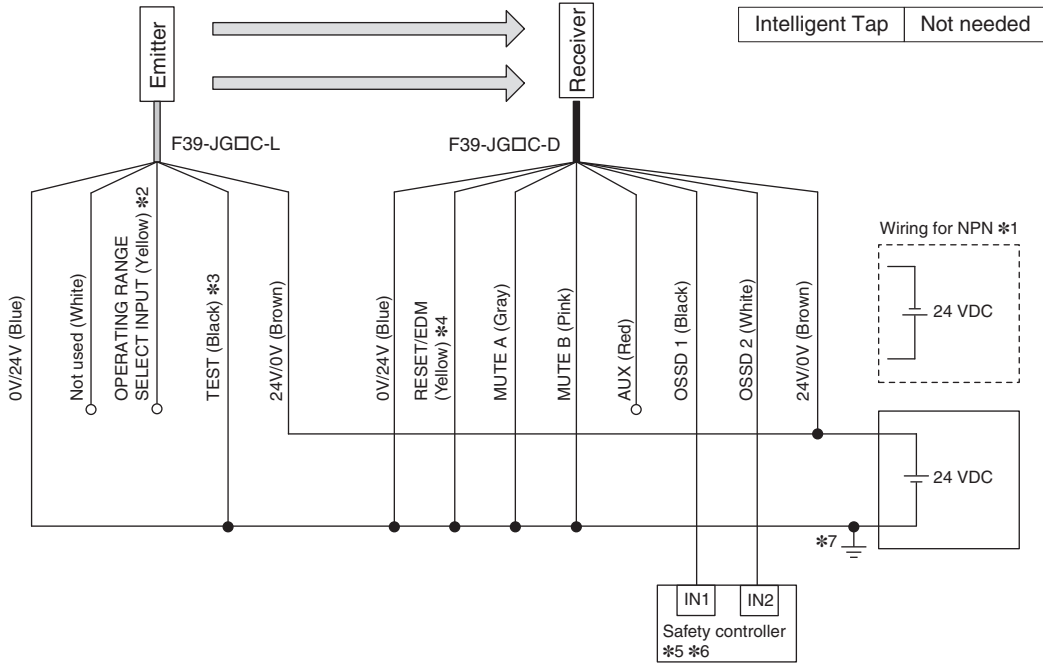 Intelligent Tap Not needed
Emitter
Receiver
F39-JG□C-L
F39-JG□C-D
0V/24V (Blue)
Not used (White)
OPERATING RANGE
SELECT INPUT (Yellow) *2
TEST (Black) *3
24V/0V (Brown)
0V/24V (Blue)
RESET/EDM
(Yellow) *4
MUTE A (Gray)
MUTE B (Pink)
AUX (Red)
OSSD 1 (Black)
OSSD 2 (White)
24V/0V (Brown)
Wiring for NPN *1
24 VDC
24 VDC
*7
IN1
IN2
Safety controller
*5 *6